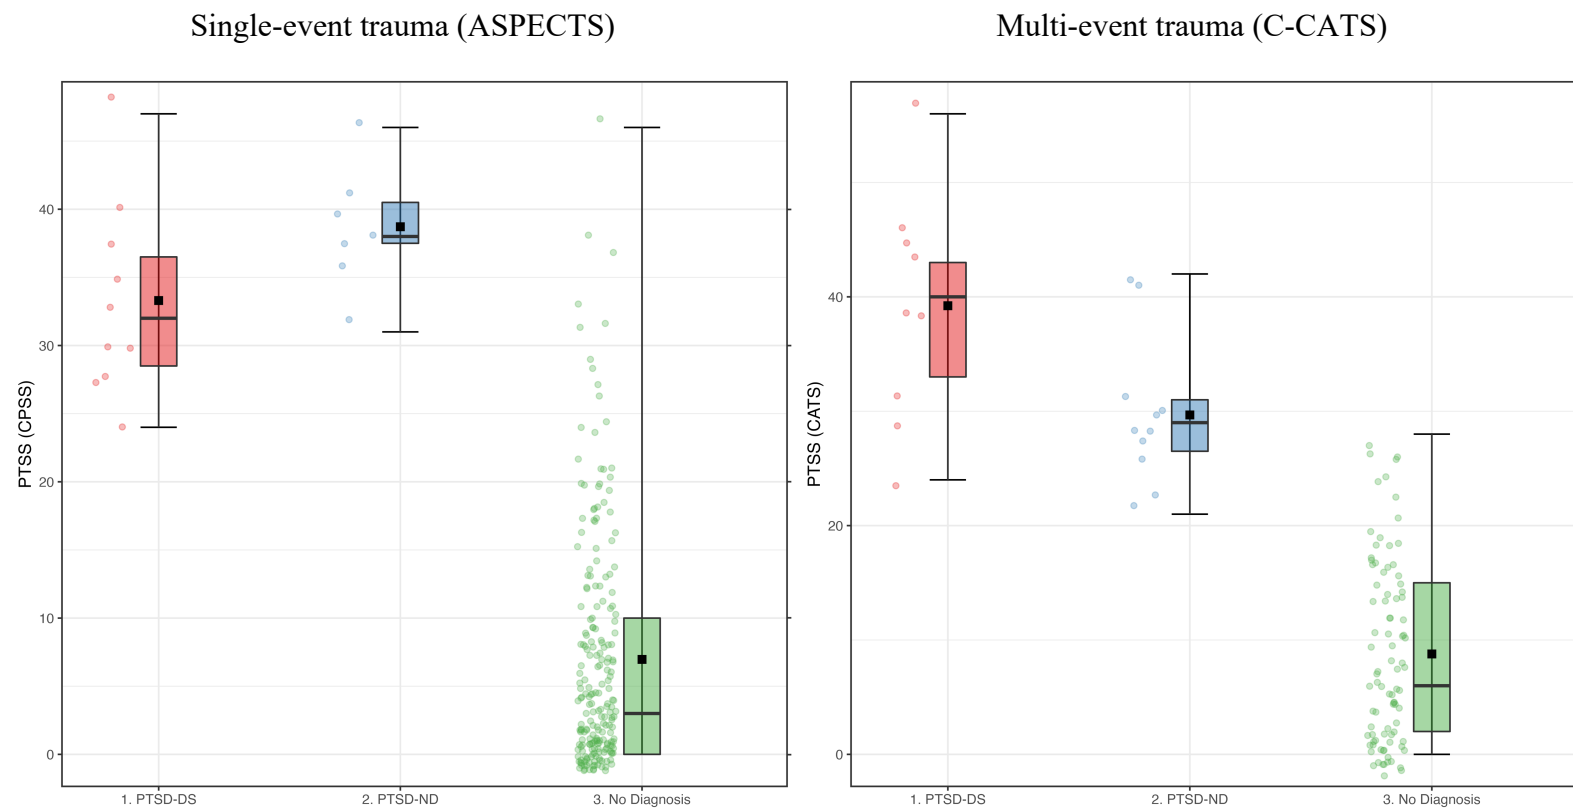 Single-event trauma (ASPECTS)
Multi-event trauma (C-CATS)
PTSS (CPSS)
40
30
20
10
0
1. PTSD-DS
2. PTSD-ND
3. No Diagnosis
PTSS (CATS)
40
20
0
1. PTSD-DS
2. PTSD-ND
3. No Diagnosis